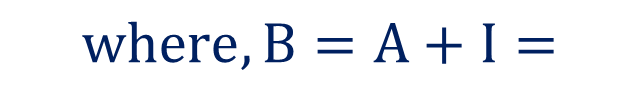 where, B = A + I =